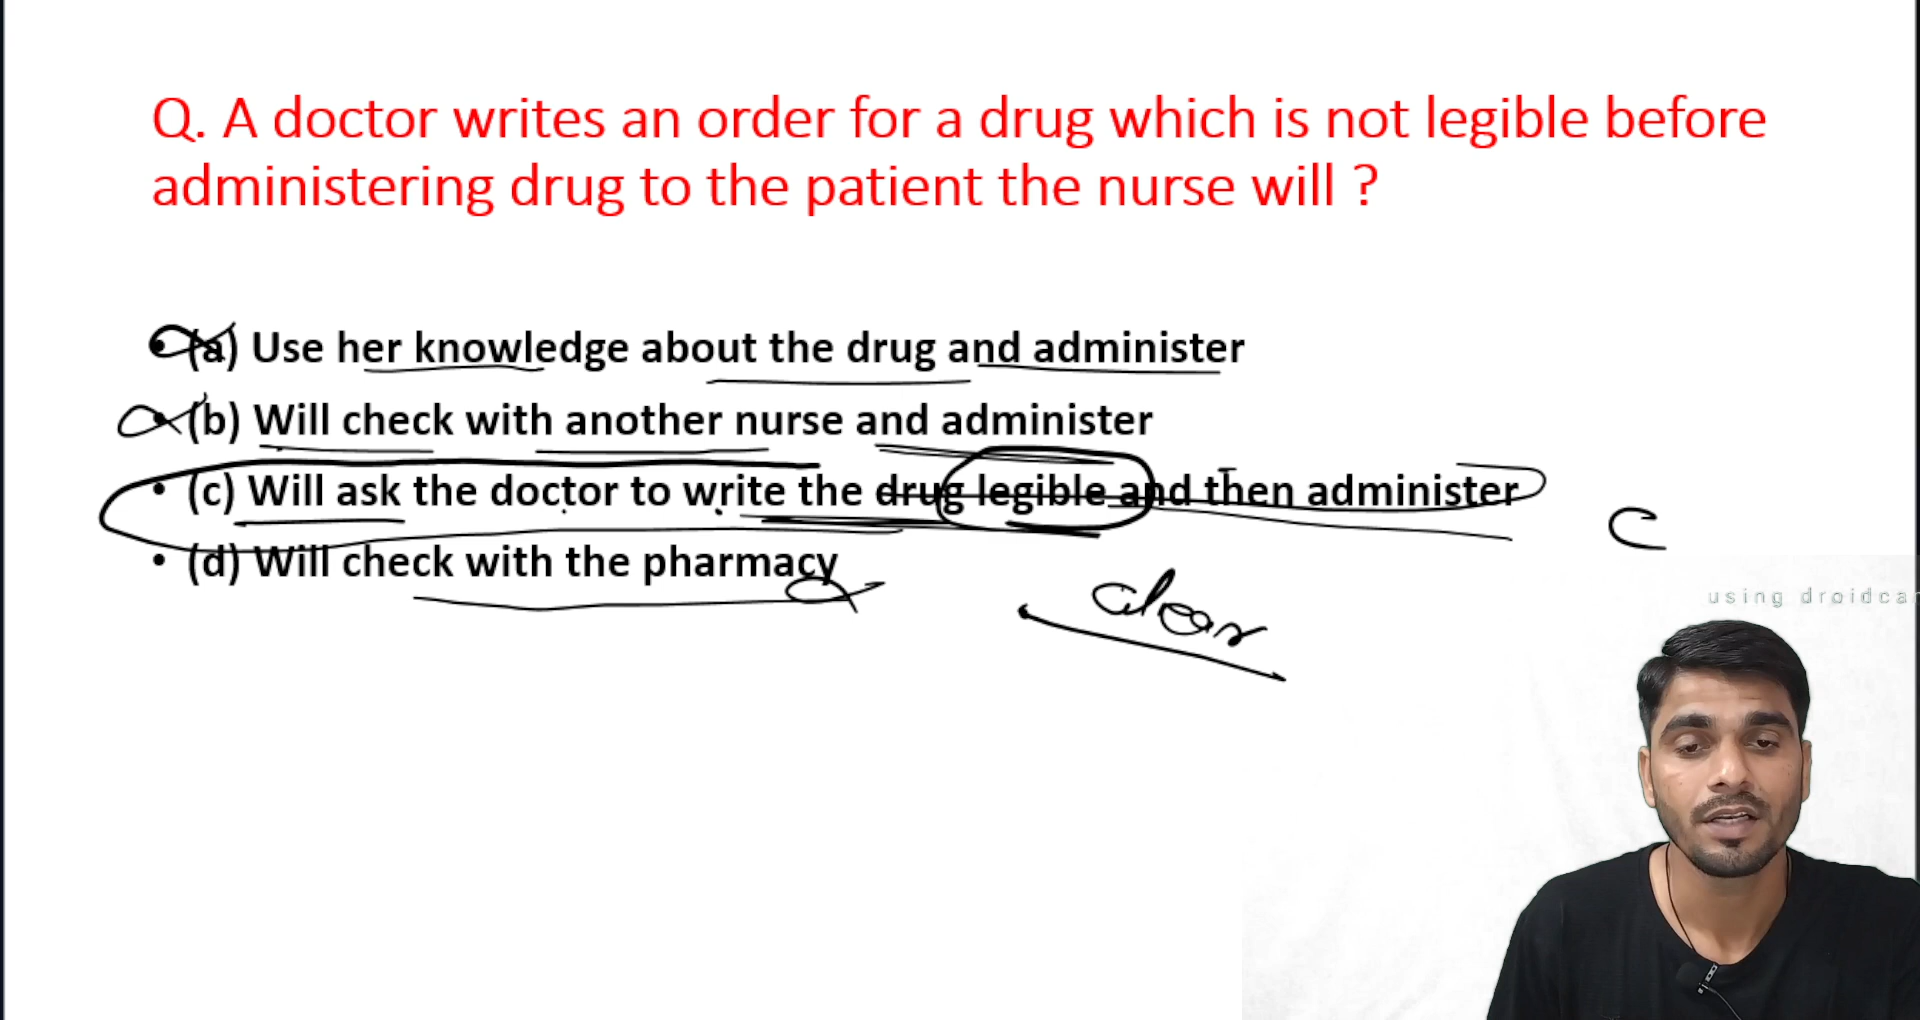 Q. A doctor writes an order for a drug which is not legible before
administering drug to the patient the nurse will ?
• (a) Use her knowledge about the drug and administer
• (b) Will check with another nurse and administer
• (c) Will ask the doctor to write the drug legible and then administer
C
• (d) Will check with the pharmacy
clear
using droidca